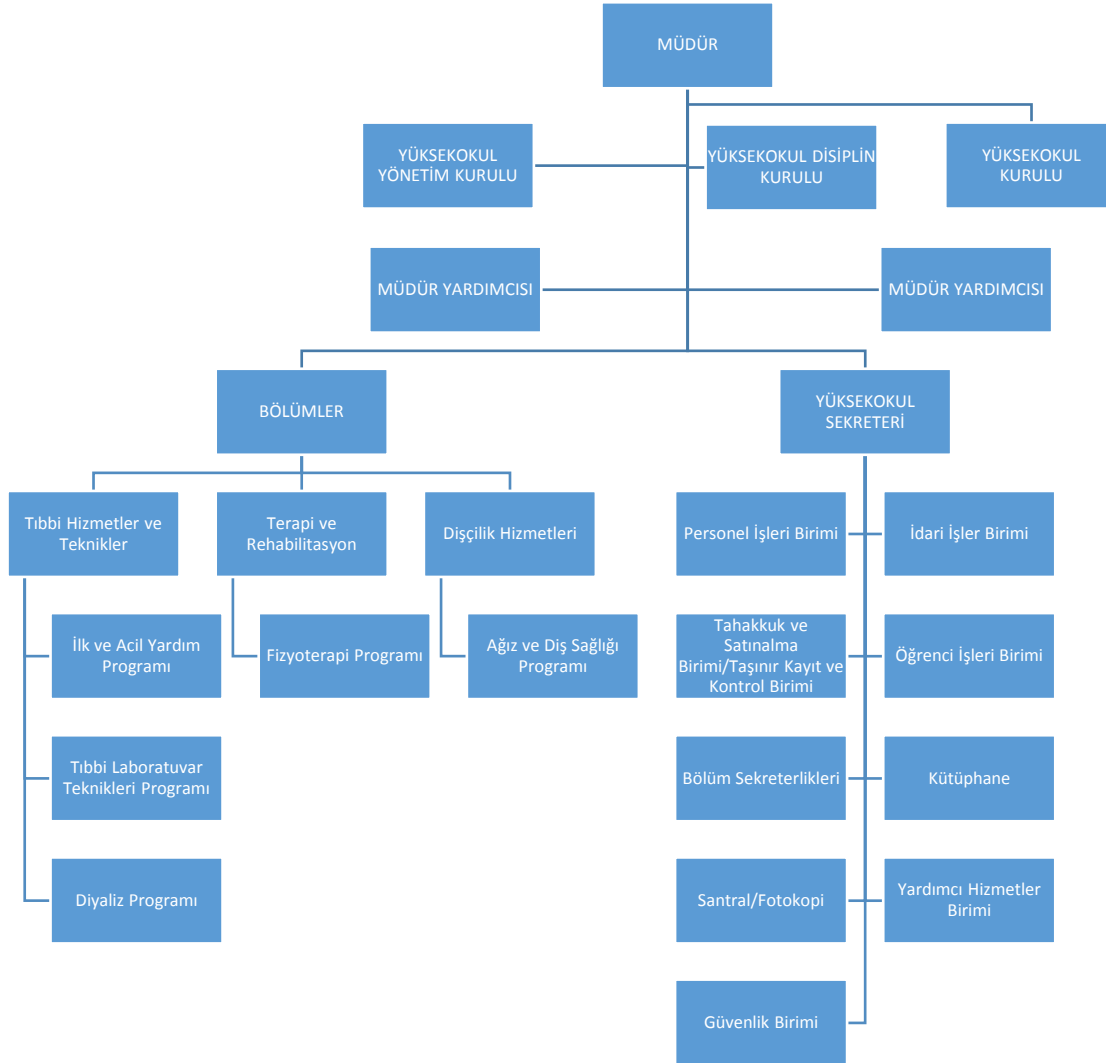 MÜDÜR
YÜKSEKOKUL
YÖNETİM KURULU
YÜKSEKOKUL DISIPLIN
KURULU
YÜKSEKOKUL
KURULU
MÜDÜR YARDIMCISI
MÜDÜR YARDIMCISI
BÖLÜMLER
YÜKSEKOKUL
SEKRETERİ
Tıbbi Hizmetler ve
Teknikler
Terapi ve
Rehabilitasyon
Dişçilik Hizmetleri
Personel İşleri Birimi
İdari İşler Birimi
İlk ve Acil Yardım
Programı
Fizyoterapi Programı
Ağız ve Diş Sağlığı
Programı
Tahakkuk ve
Satınalma
Birimi/Taşınır Kayıt ve
Kontrol Birimi
Öğrenci İşleri Birimi
Tıbbi Laboratuvar
Teknikleri Programı
Bölüm Sekreterlikleri
Kütüphane
Diyaliz Programı
Santral/Fotokopi
Yardımcı Hizmetler
Birimi
Güvenlik Birimi